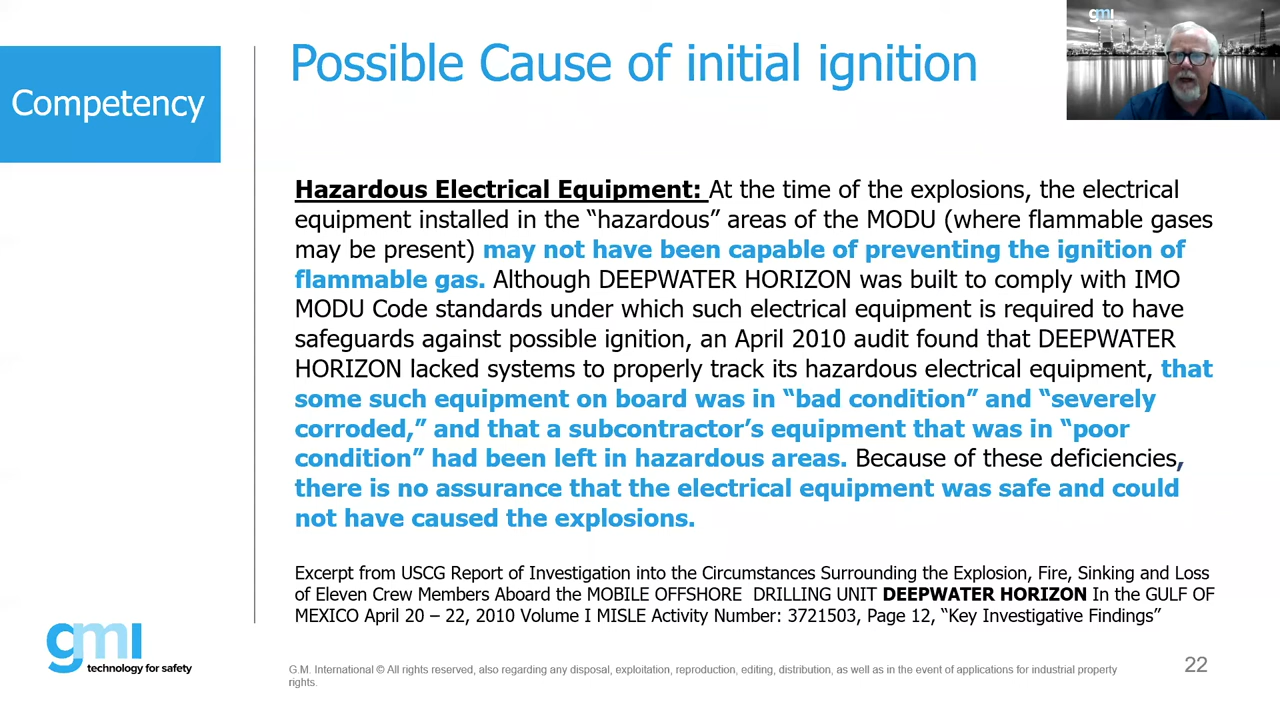 Possible Cause of initial ignition
gmi
Competency
Hazardous Electrical Equipment: At the time of the explosions, the electrical
equipment installed in the “hazardous” areas of the MODU (where flammable gases
may be present) may not have been capable of preventing the ignition of
flammable gas. Although DEEPWATER HORIZON was built to comply with IMO
MODU Code standards under which such electrical equipment is required to have
safeguards against possible ignition, an April 2010 audit found that DEEPWATER
HORIZON lacked systems to properly track its hazardous electrical equipment, that
some such equipment on board was in “bad condition” and “severely
corroded,” and that a subcontractor’s equipment that was in “poor
condition” had been left in hazardous areas. Because of these deficiencies,
there is no assurance that the electrical equipment was safe and could
not have caused the explosions.
Excerpt from USCG Report of Investigation into the Circumstances Surrounding the Explosion, Fire, Sinking and Loss
of Eleven Crew Members Aboard the MOBILE OFFSHORE DRILLING UNIT DEEPWATER HORIZON In the GULF OF
MEXICO April 20 – 22, 2010 Volume I MISLE Activity Number: 3721503, Page 12, “Key Investigative Findings”
gmi
technology for safety
G.M. International © All rights reserved, also regarding any disposal, exploitation, reproduction, editing, distribution, as well as in the event of applications for industrial property
rights.
22